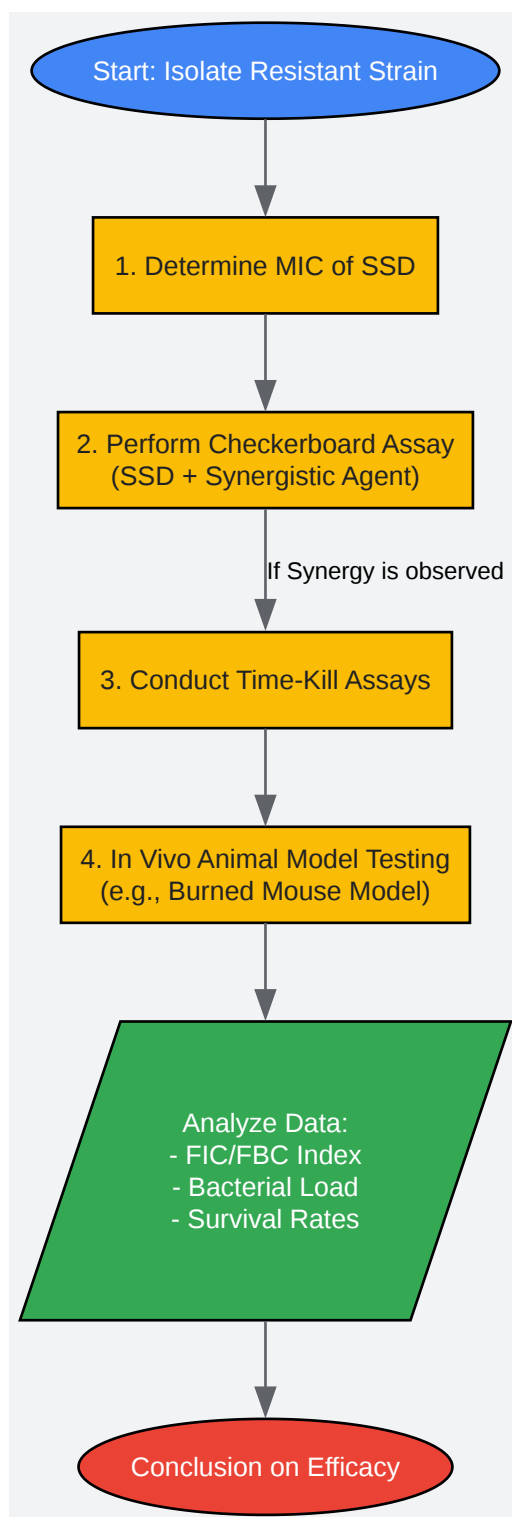 Start: Isolate Resistant Strain
1. Determine MIC of SSD
2. Perform Checkerboard Assay
(SSD + Synergistic Agent)
If Synergy is observed
3. Conduct Time-Kill Assays
4. In Vivo Animal Model Testing
(e.g., Burned Mouse Model)
Analyze Data:
- FIC/FBC Index
- Bacterial Load
- Survival Rates
Conclusion on Efficacy